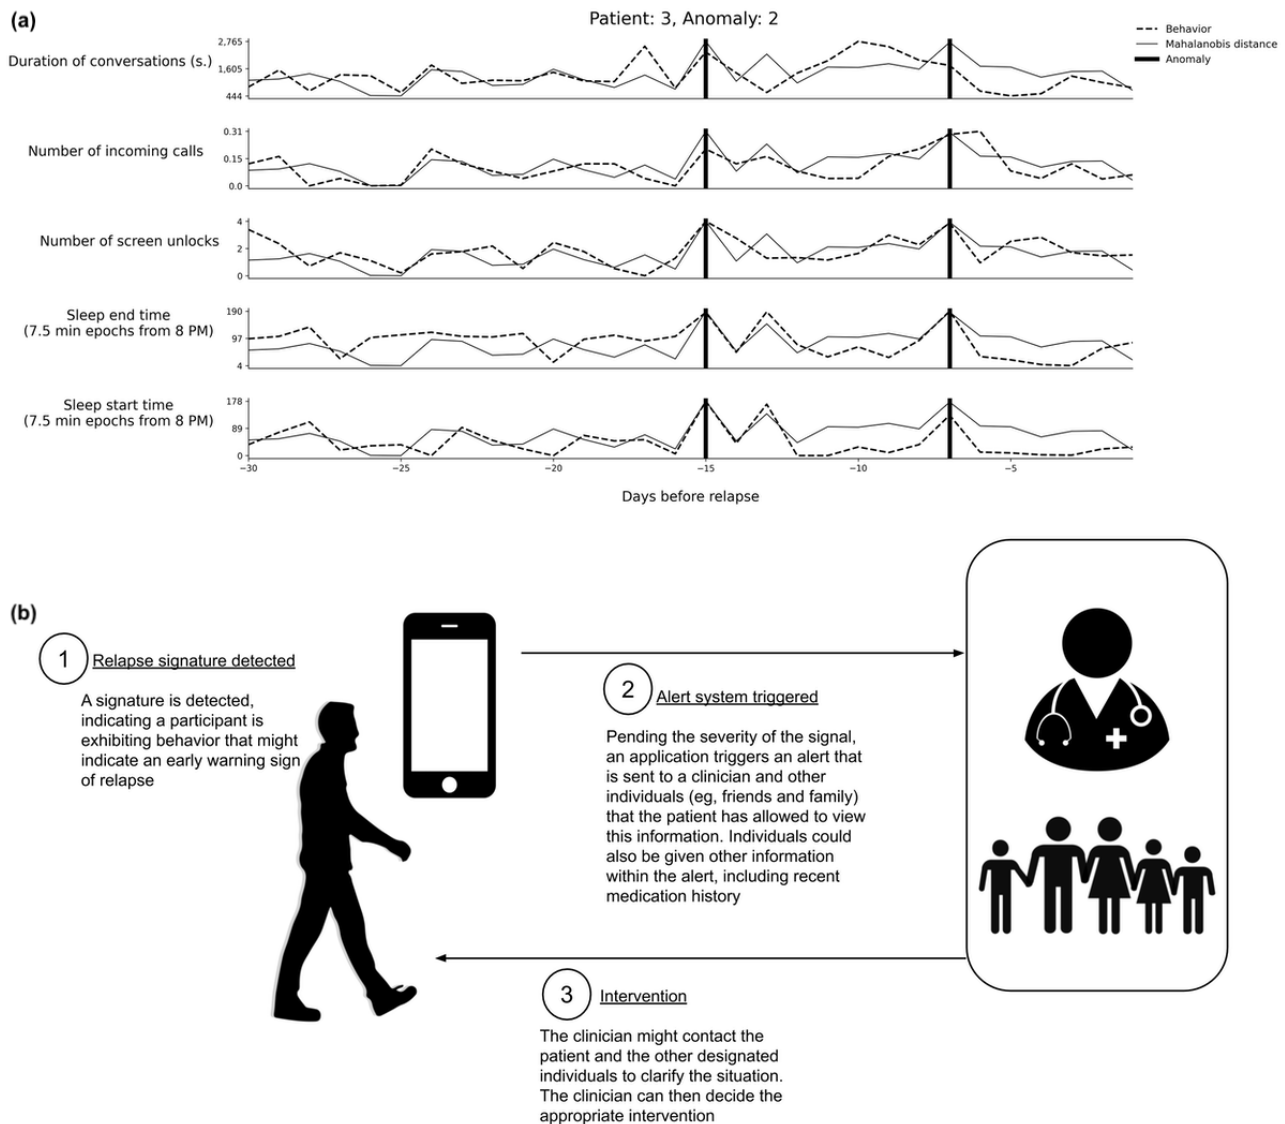 (a)
Patient: 3, Anomaly: 2
Behavior
Mahalanobis distance
Anomaly
Duration of conversations (s.)
2,765
1,605
444
Number of incoming calls
0.31
0.15
0.0
Number of screen unlocks
4
2
0
Sleep end time
(7.5 min epochs from 8 PM)
190
97
4
Sleep start time
(7.5 min epochs from 8 PM)
178
89
0
−30
−25
−20
−15
−10
−5
Days before relapse
(b)
1
Relapse signature detected
A signature is detected,
indicating a participant is
exhibiting behavior that might
indicate an early warning sign
of relapse
2
Alert system triggered
Pending the severity of the signal,
an application triggers an alert that
is sent to a clinician and other
individuals (eg, friends and family)
that the patient has allowed to view
this information. Individuals could
also be given other information
within the alert, including recent
medication history
3
Intervention
The clinician might contact the
patient and the other designated
individuals to clarify the situation.
The clinician can then decide the
appropriate intervention